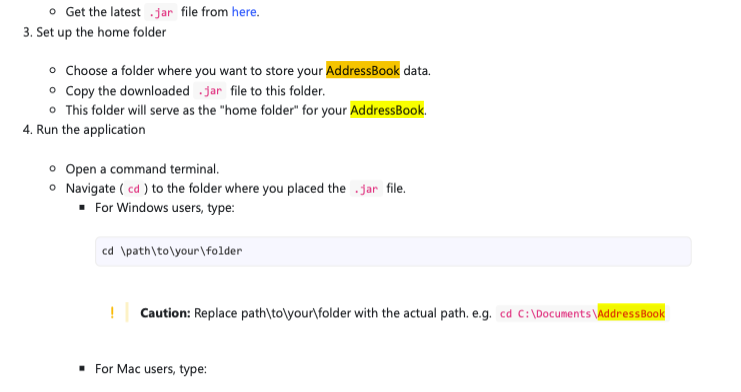 Get the latest .jar file from here.
3. Set up the home folder
Choose a folder where you want to store your AddressBook data.
Copy the downloaded .jar file to this folder.
This folder will serve as the "home folder" for your AddressBook.
4. Run the application
Open a command terminal.
Navigate ( cd ) to the folder where you placed the .jar file.
For Windows users, type:
cd \path\to\your\folder
! Caution: Replace path\to\your\folder with the actual path. e.g. cd C:\Documents\AddressBook
For Mac users, type: